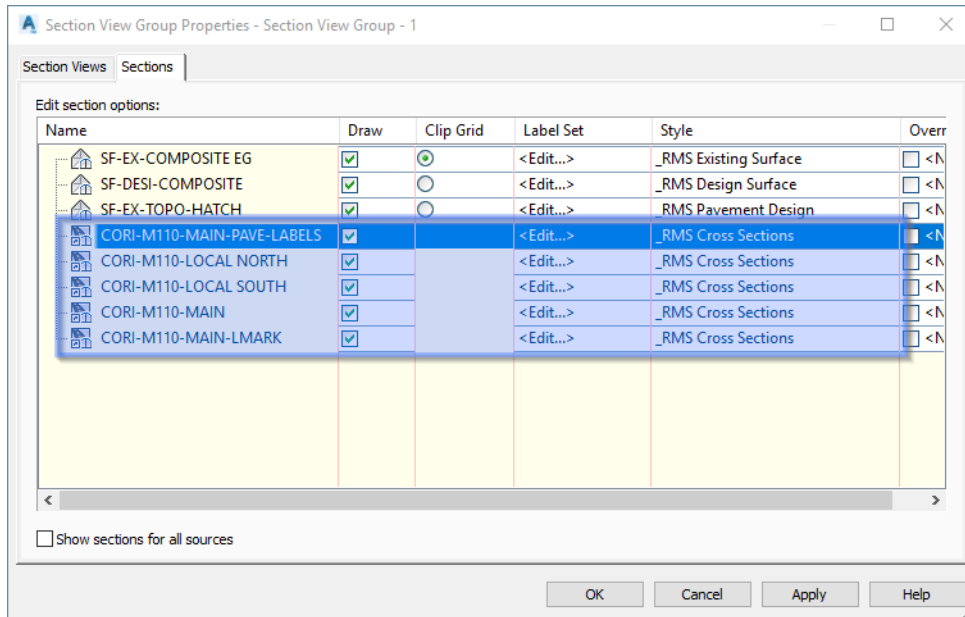 Section View Group Properties - Section View Group - 1
Section Views Sections
Edit section options:
Name Draw Clip Grid Label Set Style Overr
SF-EX-COMPOSITE EG <Edit...> _RMS Existing Surface <N
SF-DESI-COMPOSITE <Edit...> _RMS Design Surface <N
SF-EX-TOPO-HATCH <Edit...> _RMS Pavement Design <N
CORI-M110-MAIN-PAVE-LABELS <Edit...> _RMS Cross Sections <N
CORI-M110-LOCAL NORTH <Edit...> _RMS Cross Sections <N
CORI-M110-LOCAL SOUTH <Edit...> _RMS Cross Sections <N
CORI-M110-MAIN <Edit...> _RMS Cross Sections <N
CORI-M110-MAIN-LMARK <Edit...> _RMS Cross Sections <N
Show sections for all sources
OK Cancel Apply Help